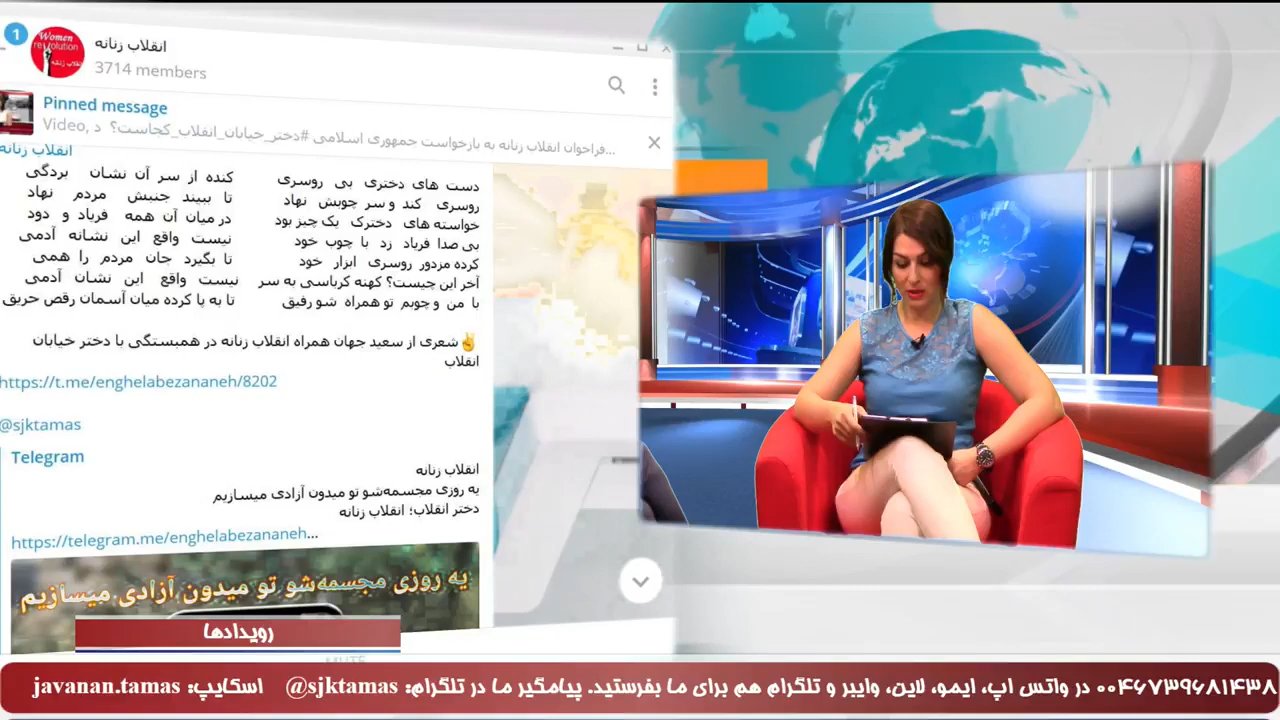 1
Women
revolution
انقلاب زنانه
انقلاب زنانه
3714 members
Pinned message
Video, فراخوان انقلاب زنانه به بازخواست جمهوری اسلامی #دختر_خیابان_انقلاب_کجاست؟ د...
انقلاب زنانه
دست های دختری بی روسری کنده از سر آن نشان بردگی
روسری کند و سر چوبش نهاد تا ببیند جنبش مردم نهاد
خواسته های دخترک یک چیز بود در میان آن همه فریاد و دود
بی صدا فریاد زد با چوب خود نیست واقع این نشانه آدمی
کرده مزدور روسری ابزار خود تا بگیرد جان مردم را همی
آخر این چیست؟ کهنه کرباسی به سر نیست واقع این نشان آدمی
با من و چوبم تو همراه شو رفیق تا به پا کرده میان آسمان رقص حریق
✌شعری از سعید جهان همراه انقلاب زنانه در همبستگی با دختر خیابان
انقلاب
https://t.me/enghelabezananeh/8202
@sjktamas
Telegram
انقلاب زنانه
یه روزی مجسمه‌شو تو میدون آزادی میسازیم
دختر انقلاب؛ انقلاب زنانه
https://telegram.me/enghelabezananeh...
یه روزی مجسمه‌شو تو میدون آزادی میسازیم
MUTE
رویدادها
۰۰۴۶۷۳۹۶۸۱۴۳۸ در واتس اپ، ایمو، لاین، وایبر و تلگرام هم برای ما بفرستید. پیامگیر ما در تلگرام: @sjktamas اسکایپ: javanan.tamas